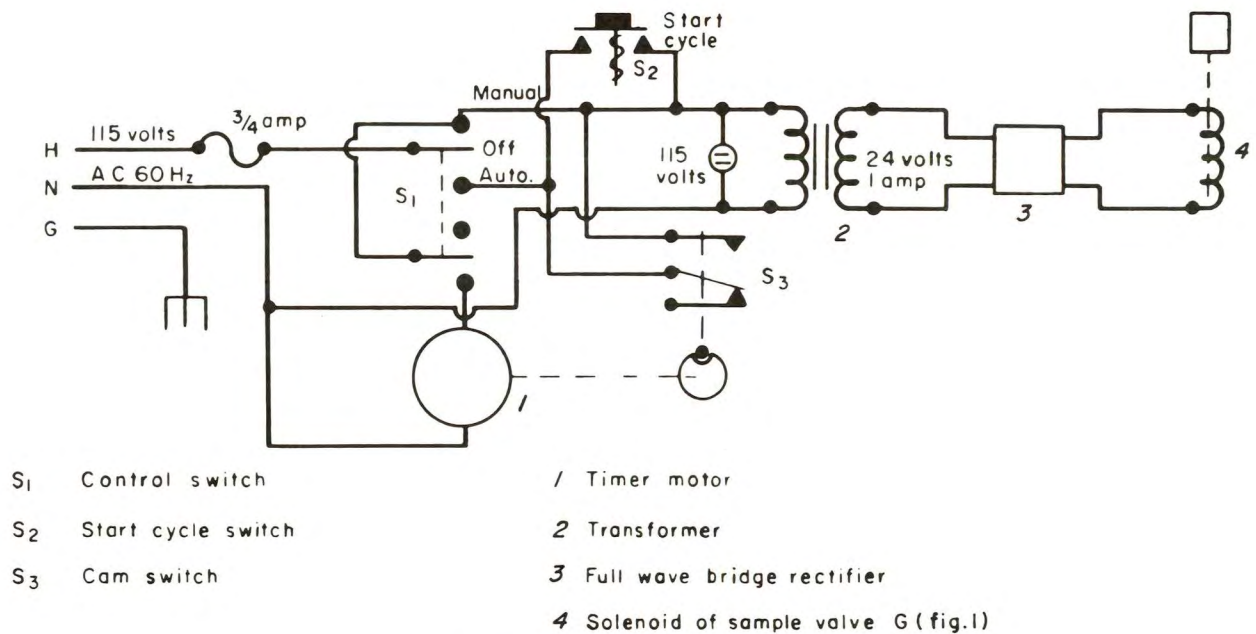 Start
cycle
S2
Manual
3/4 amp
115 volts
H
Off
AC 60 Hz
N
Auto.
S1
115
volts
24 volts
1 amp
4
3
2
G
S3
1
S1 Control switch
S2 Start cycle switch
S3 Cam switch
1 Timer motor
2 Transformer
3 Full wave bridge rectifier
4 Solenoid of sample valve G (fig.1)